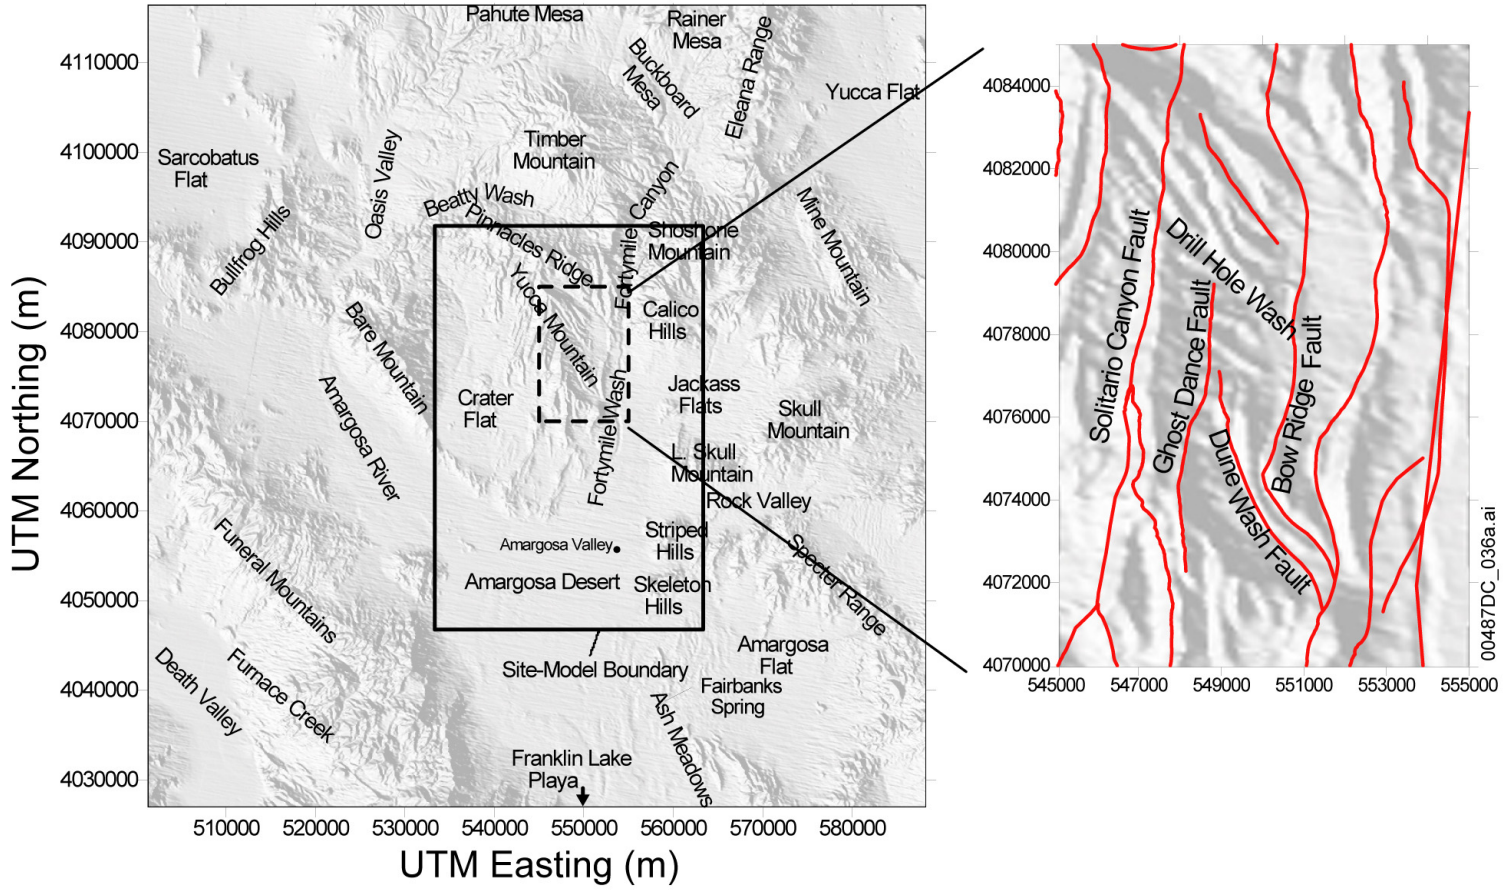 Pahute Mesa
Rainer
Mesa
Buckboard
Mesa
Eleana Range
Yucca Flat
Timber
Mountain
Sarcobatus
Flat
Oasis Valley
Beatty Wash
Fortymile Canyon
Mine Mountain
Bullfrog Hills
Pinnacles Ridge
Shoshone
Mountain
Yucca Mountain
Calico
Hills
Bare Mountain
Amargosa River
Crater
Flat
Jackass
Flats
Skull
Mountain
Fortymile Wash
L. Skull
Mountain
Rock Valley
Striped
Hills
Amargosa Valley
Amargosa Desert
Skeleton
Hills
Specter Range
Funeral Mountains
Site-Model Boundary
Amargosa
Flat
Death Valley
Furnace Creek
Fairbanks
Spring
Ash Meadows
Franklin Lake
Playa
4110000
4100000
4090000
4080000
4070000
4060000
4050000
4040000
4030000
UTM Northing (m)
510000 520000 530000 540000 550000 560000 570000 580000
UTM Easting (m)
4084000
4082000
4080000
4078000
4076000
4074000
4072000
4070000
545000 547000 549000 551000 553000 555000
Solitario Canyon Fault
Drill Hole Wash
Ghost Dance Fault
Bow Ridge Fault
Dune Wash Fault
00487DC_036a.ai